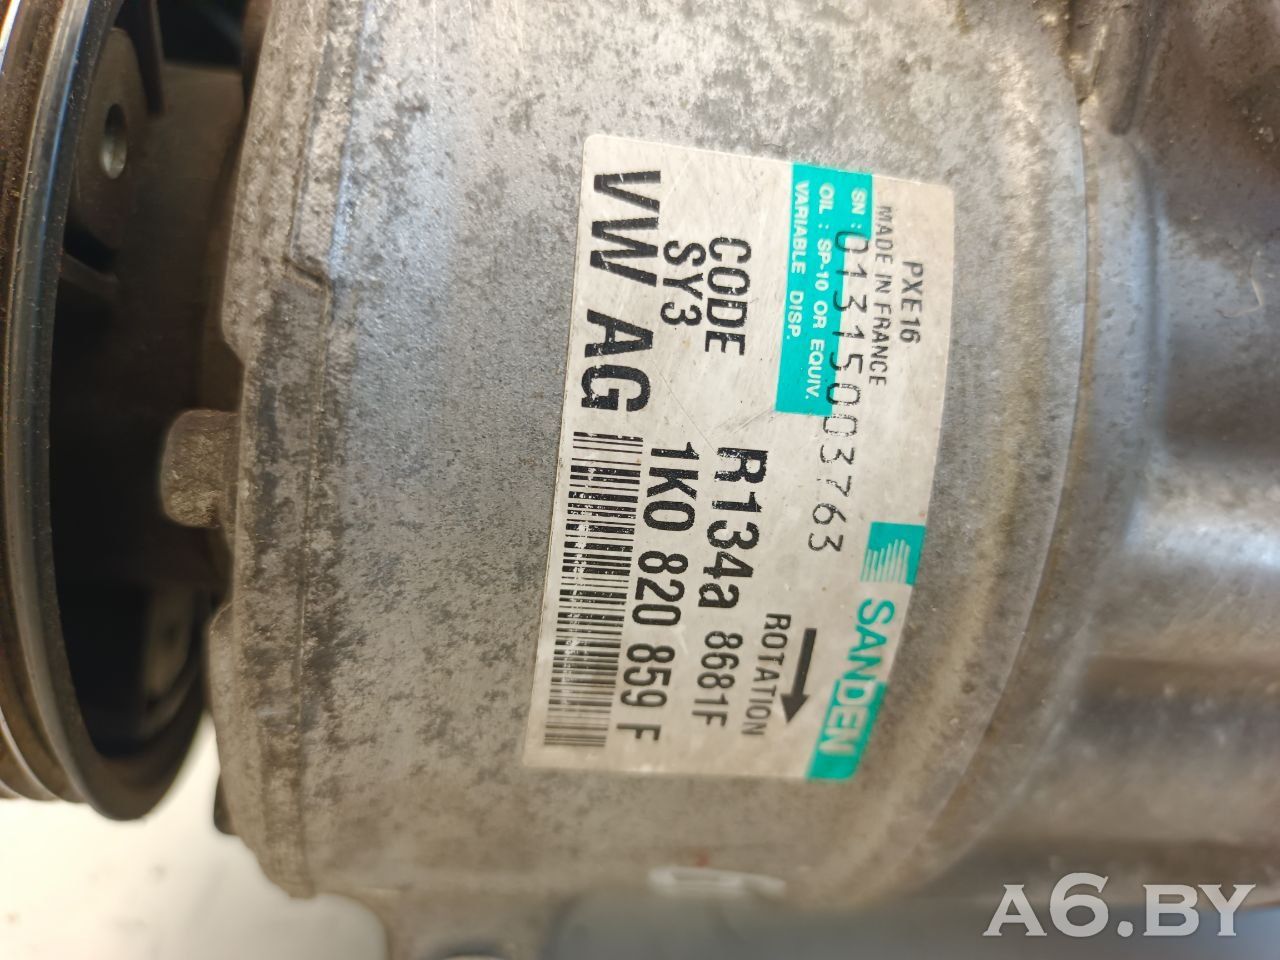 PXE16
MADE IN FRANCE
SN: 01315003763
OIL: SP-10 OR EQUIV.
VARIABLE DISP.
SANDEN
ROTATION
CODE
SY3
R134a 8681F
VW AG
1K0 820 859 F
A6.BY